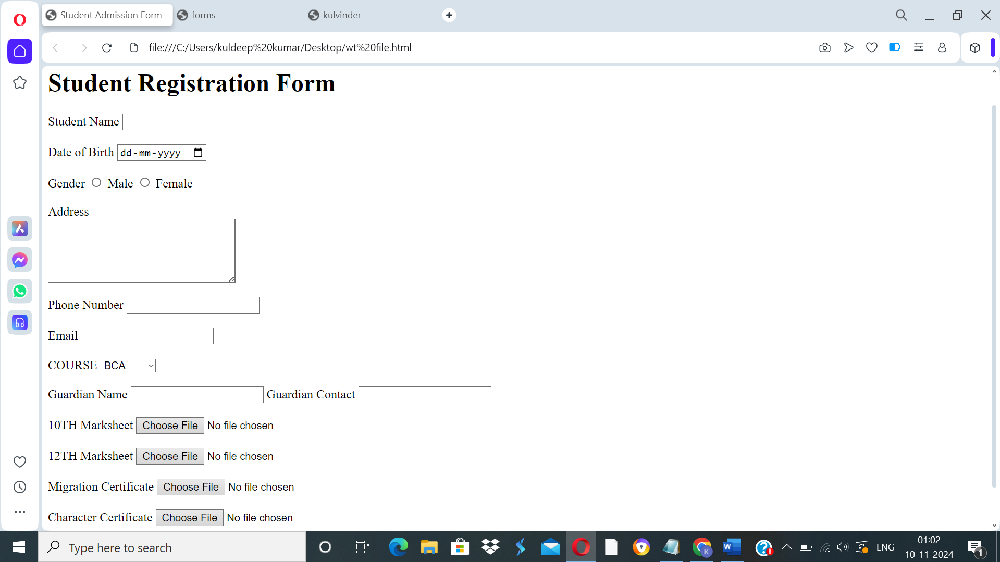 Student Admission Form
forms
kulvinder
file:///C:/Users/kuldeep%20kumar/Desktop/wt%20file.html
Student Registration Form
Student Name
Date of Birth dd-mm-yyyy
Gender Male Female
Address
Phone Number
Email
COURSE BCA
Guardian Name Guardian Contact
10TH Marksheet Choose File No file chosen
12TH Marksheet Choose File No file chosen
Migration Certificate Choose File No file chosen
Character Certificate Choose File No file chosen
Type here to search
K
W
ENG
01:02
10-11-2024
1